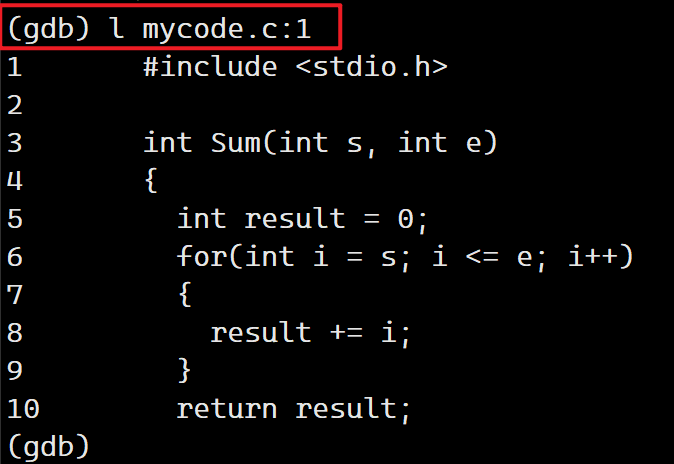 (gdb) l mycode.c:1
1       #include <stdio.h>
2
3       int Sum(int s, int e)
4       {
5         int result = 0;
6         for(int i = s; i <= e; i++)
7         {
8           result += i;
9         }
10        return result;
(gdb)